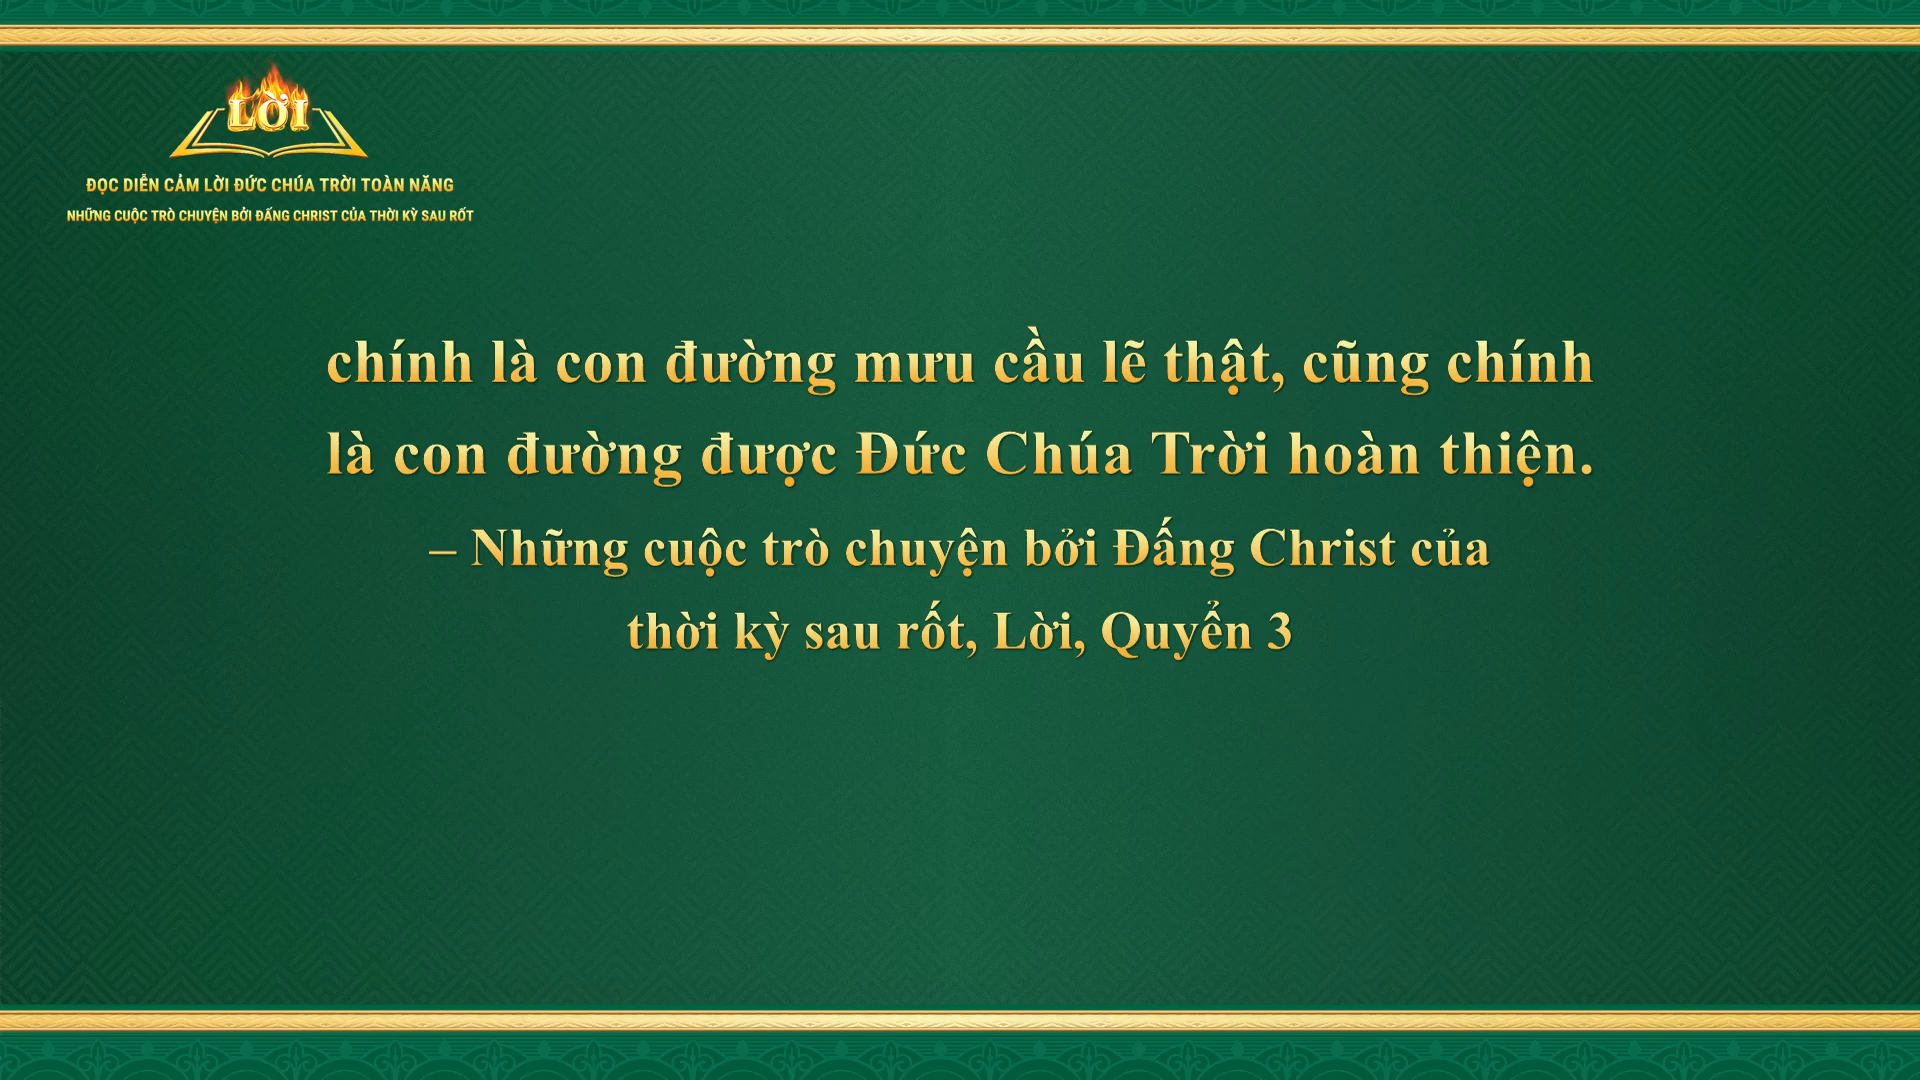 LỜI
ĐỌC DIỄN CẢM LỜI ĐỨC CHÚA TRỜI TOÀN NĂNG
NHỮNG CUỘC TRÒ CHUYỆN BỞI ĐẤNG CHRIST CỦA THỜI KỲ SAU RỐT
chính là con đường mưu cầu lẽ thật, cũng chính
là con đường được Đức Chúa Trời hoàn thiện.
– Những cuộc trò chuyện bởi Đấng Christ của
thời kỳ sau rốt, Lời, Quyển 3